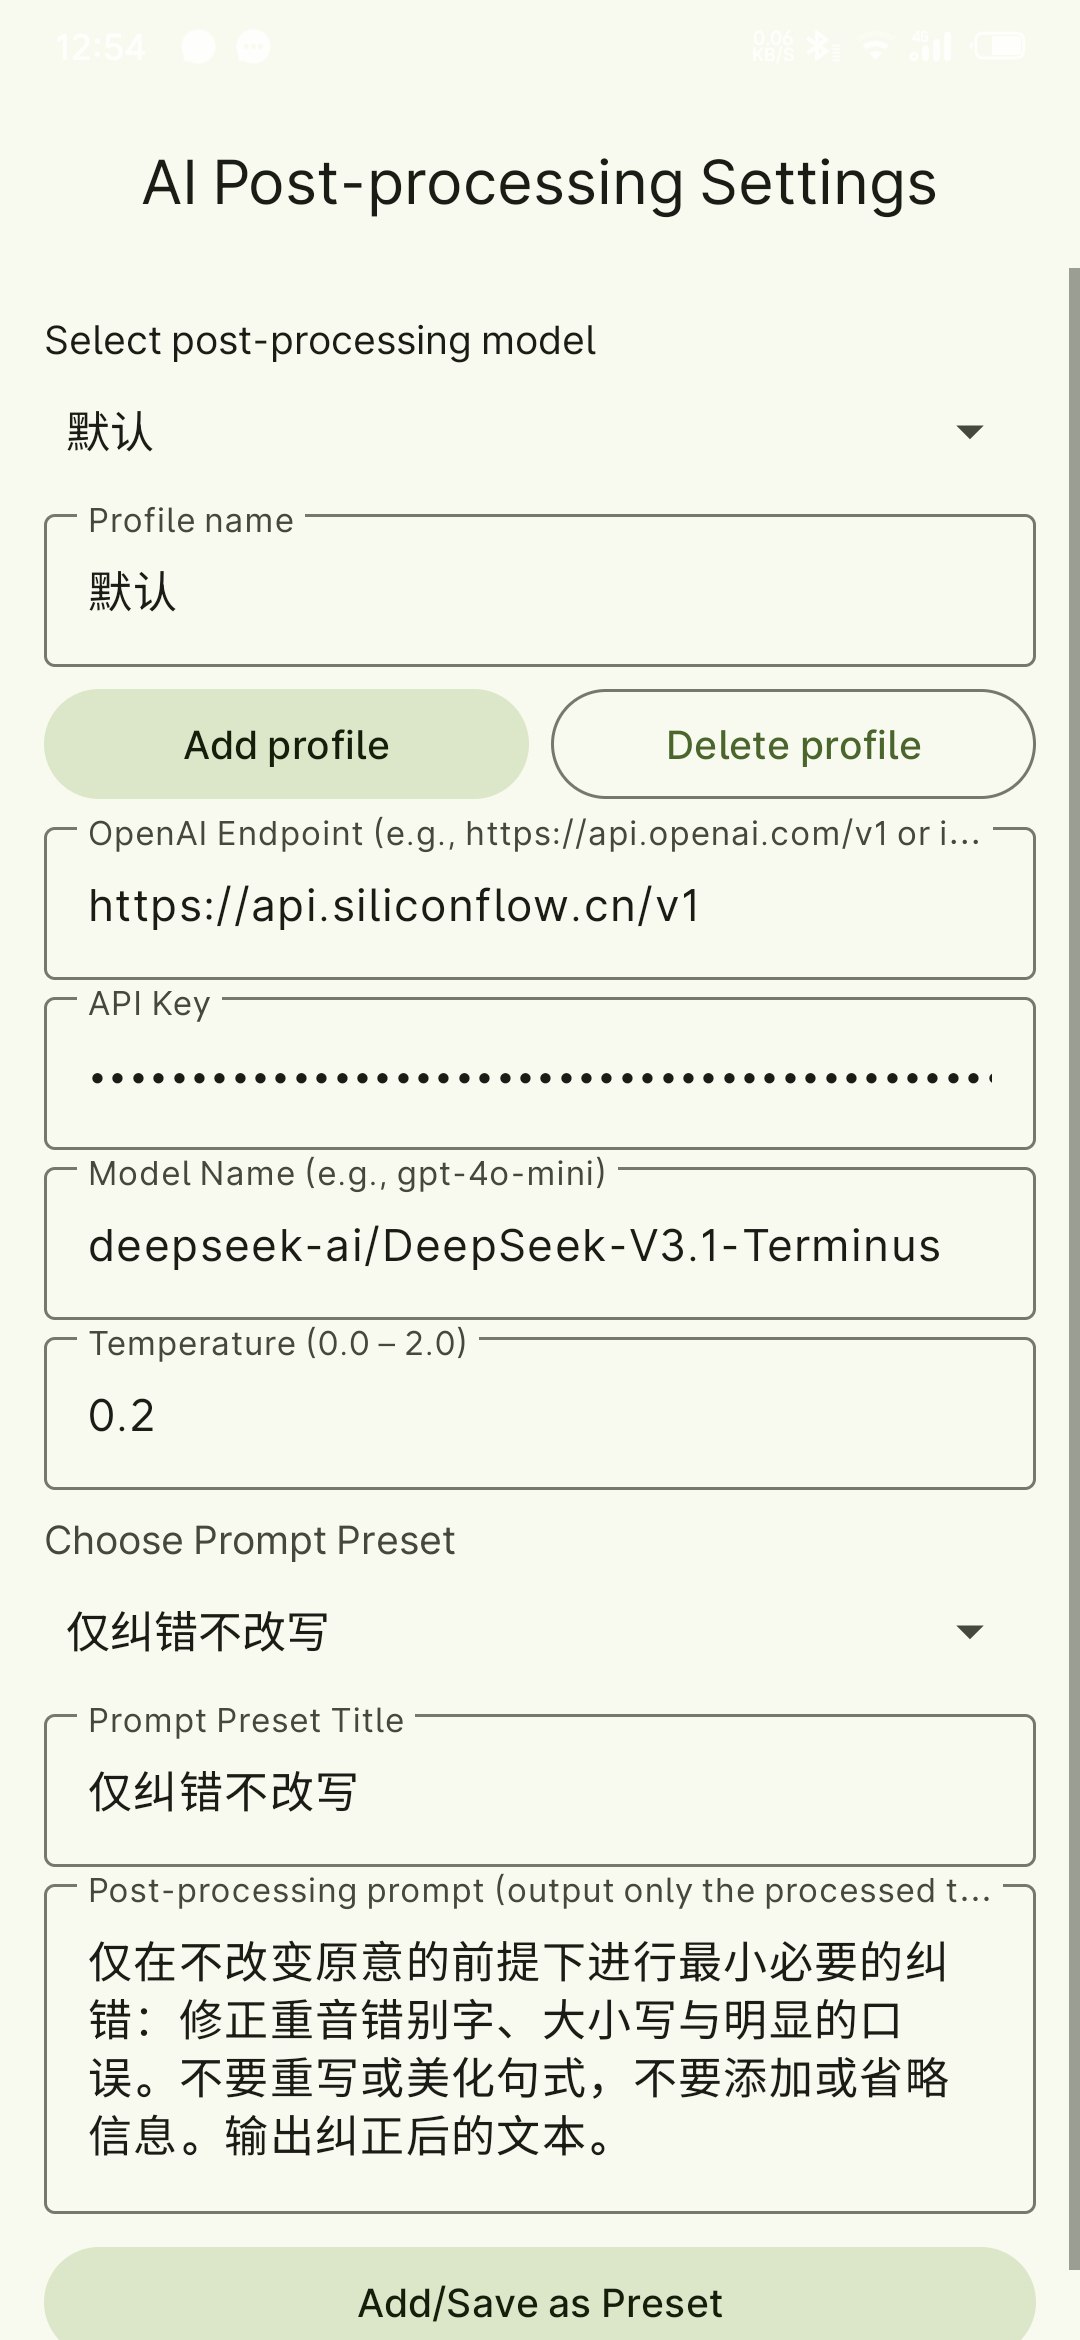 12:54
0.06
KB/S
4G
AI Post-processing Settings
Select post-processing model
默认
Profile name
默认
Add profile
Delete profile
OpenAI Endpoint (e.g., https://api.openai.com/v1 or i...
https://api.siliconflow.cn/v1
API Key
Model Name (e.g., gpt-4o-mini)
deepseek-ai/DeepSeek-V3.1-Terminus
Temperature (0.0 – 2.0)
0.2
Choose Prompt Preset
仅纠错不改写
Prompt Preset Title
仅纠错不改写
Post-processing prompt (output only the processed t...
仅在不改变原意的前提下进行最小必要的纠
错：修正重音错别字、大小写与明显的口
误。不要重写或美化句式，不要添加或省略
信息。输出纠正后的文本。
Add/Save as Preset